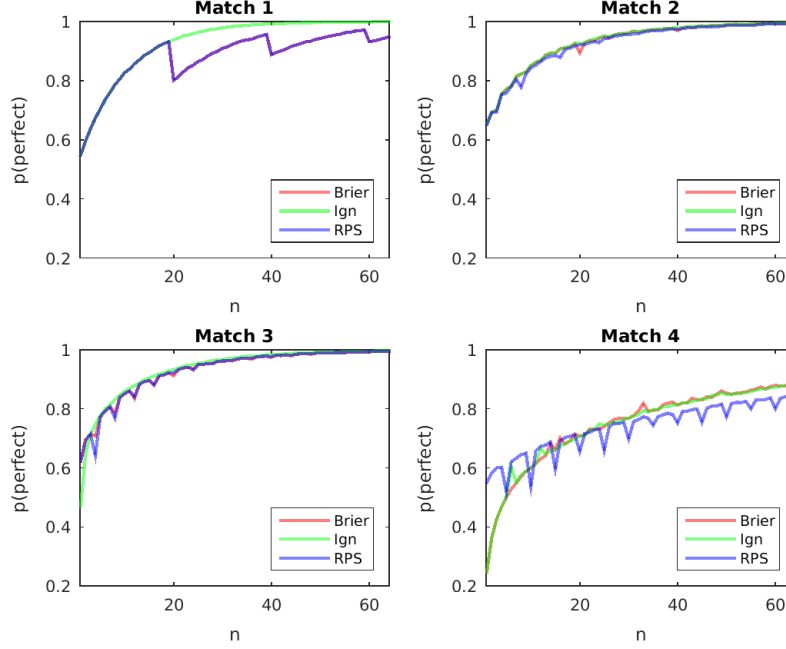 Match 1
Match 2
1
0.8
0.6
0.4
0.2
p(perfect)
Brier
Ign
RPS
20
40
60
n
1
0.8
0.6
0.4
0.2
p(perfect)
Brier
Ign
RPS
20
40
60
n
Match 3
Match 4
1
0.8
0.6
0.4
0.2
p(perfect)
Brier
Ign
RPS
20
40
60
n
1
0.8
0.6
0.4
0.2
p(perfect)
Brier
Ign
RPS
20
40
60
n